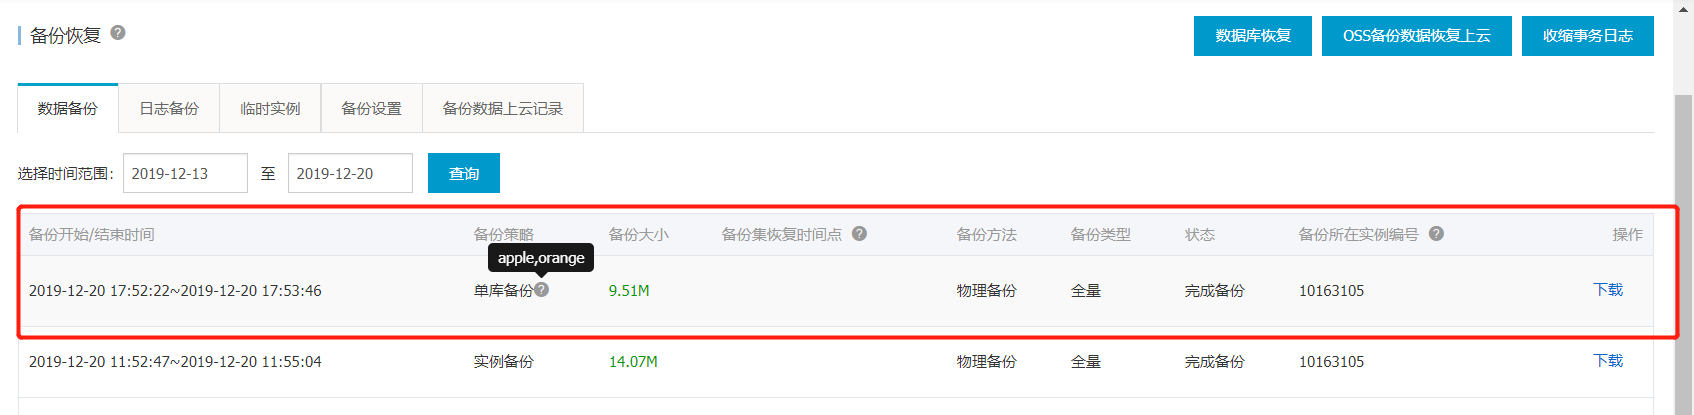 备份恢复 ?
数据库恢复 OSS备份数据恢复上云 收缩事务日志
数据备份 日志备份 临时实例 备份设置 备份数据上云记录
选择时间范围: 2019-12-13 至 2019-12-20 查询
备份开始/结束时间 备份策略 备份大小 备份集恢复时间点 ? 备份方法 备份类型 状态 备份所在实例编号 ? 操作
apple,orange
2019-12-20 17:52:22~2019-12-20 17:53:46 单库备份 ? 9.51M 物理备份 全量 完成备份 10163105 下载
2019-12-20 11:52:47~2019-12-20 11:55:04 实例备份 14.07M 物理备份 全量 完成备份 10163105 下载